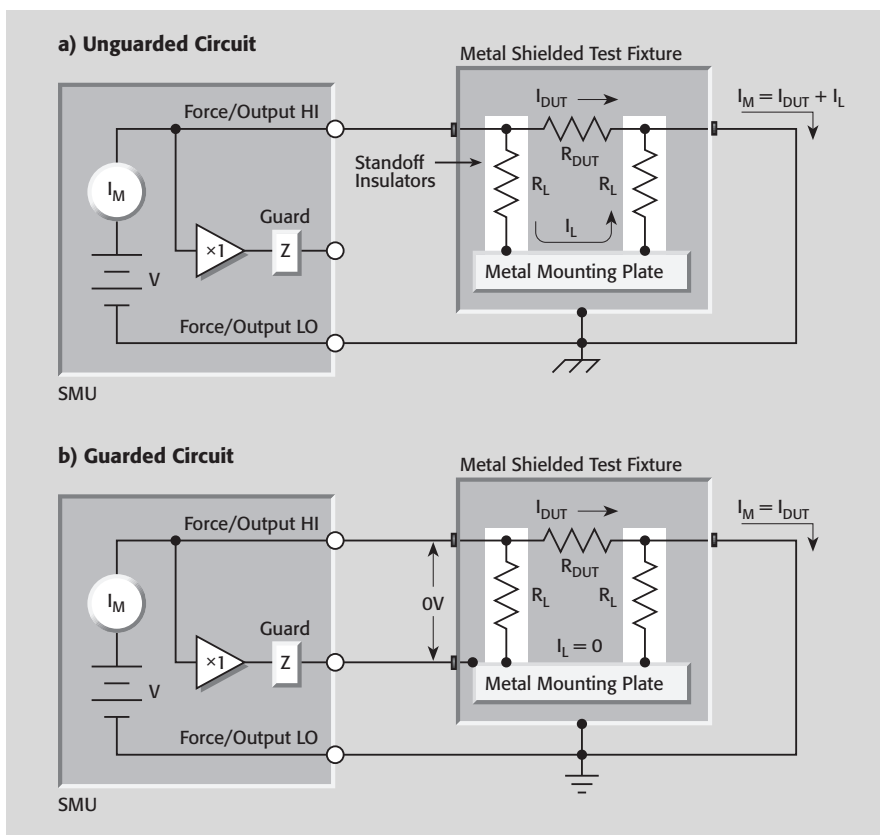 a) Unguarded Circuit
Metal Shielded Test Fixture
Force/Output HI
I_DUT
I_M = I_DUT + I_L
Standoff
Insulators
R_DUT
I_M
R_L
R_L
Guard
I_L
×1
Z
V
Metal Mounting Plate
Force/Output LO
SMU
b) Guarded Circuit
Metal Shielded Test Fixture
Force/Output HI
I_DUT
I_M = I_DUT
R_DUT
I_M
0V
R_L
R_L
Guard
I_L = 0
×1
Z
V
Metal Mounting Plate
Force/Output LO
SMU